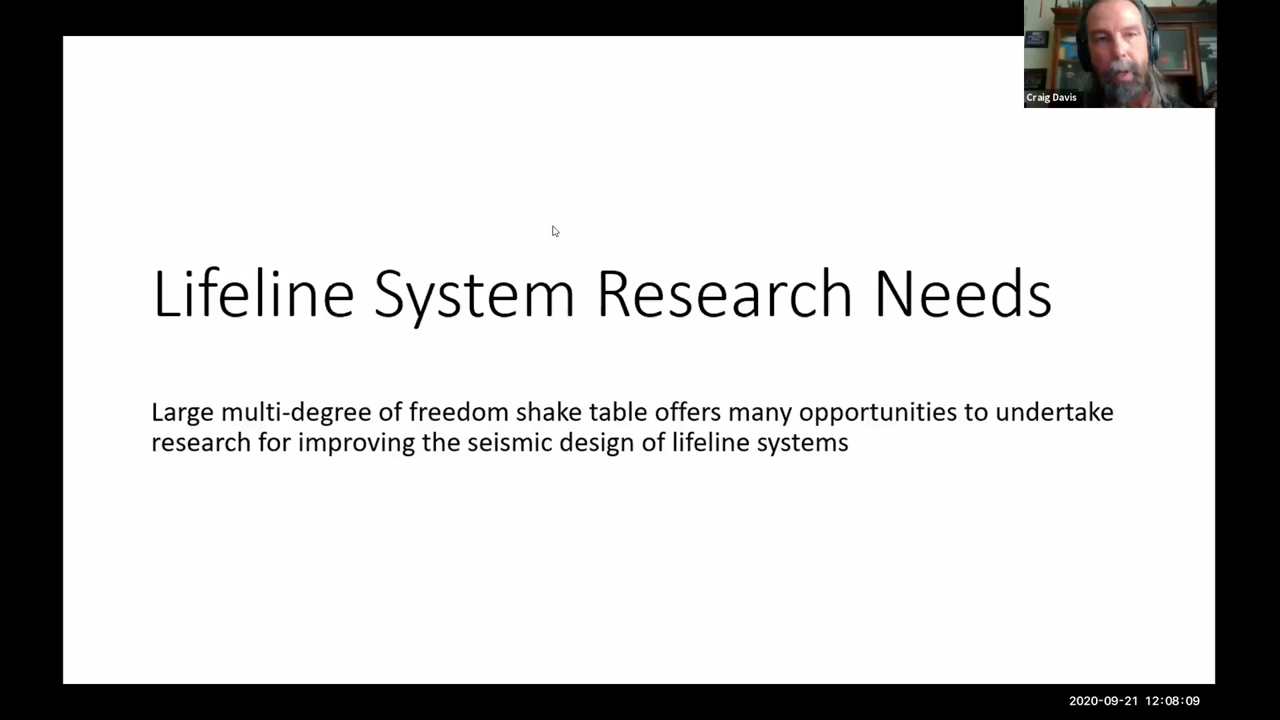 Craig Davis
Lifeline System Research Needs
Large multi-degree of freedom shake table offers many opportunities to undertake
research for improving the seismic design of lifeline systems
2020-09-21 12:08:09